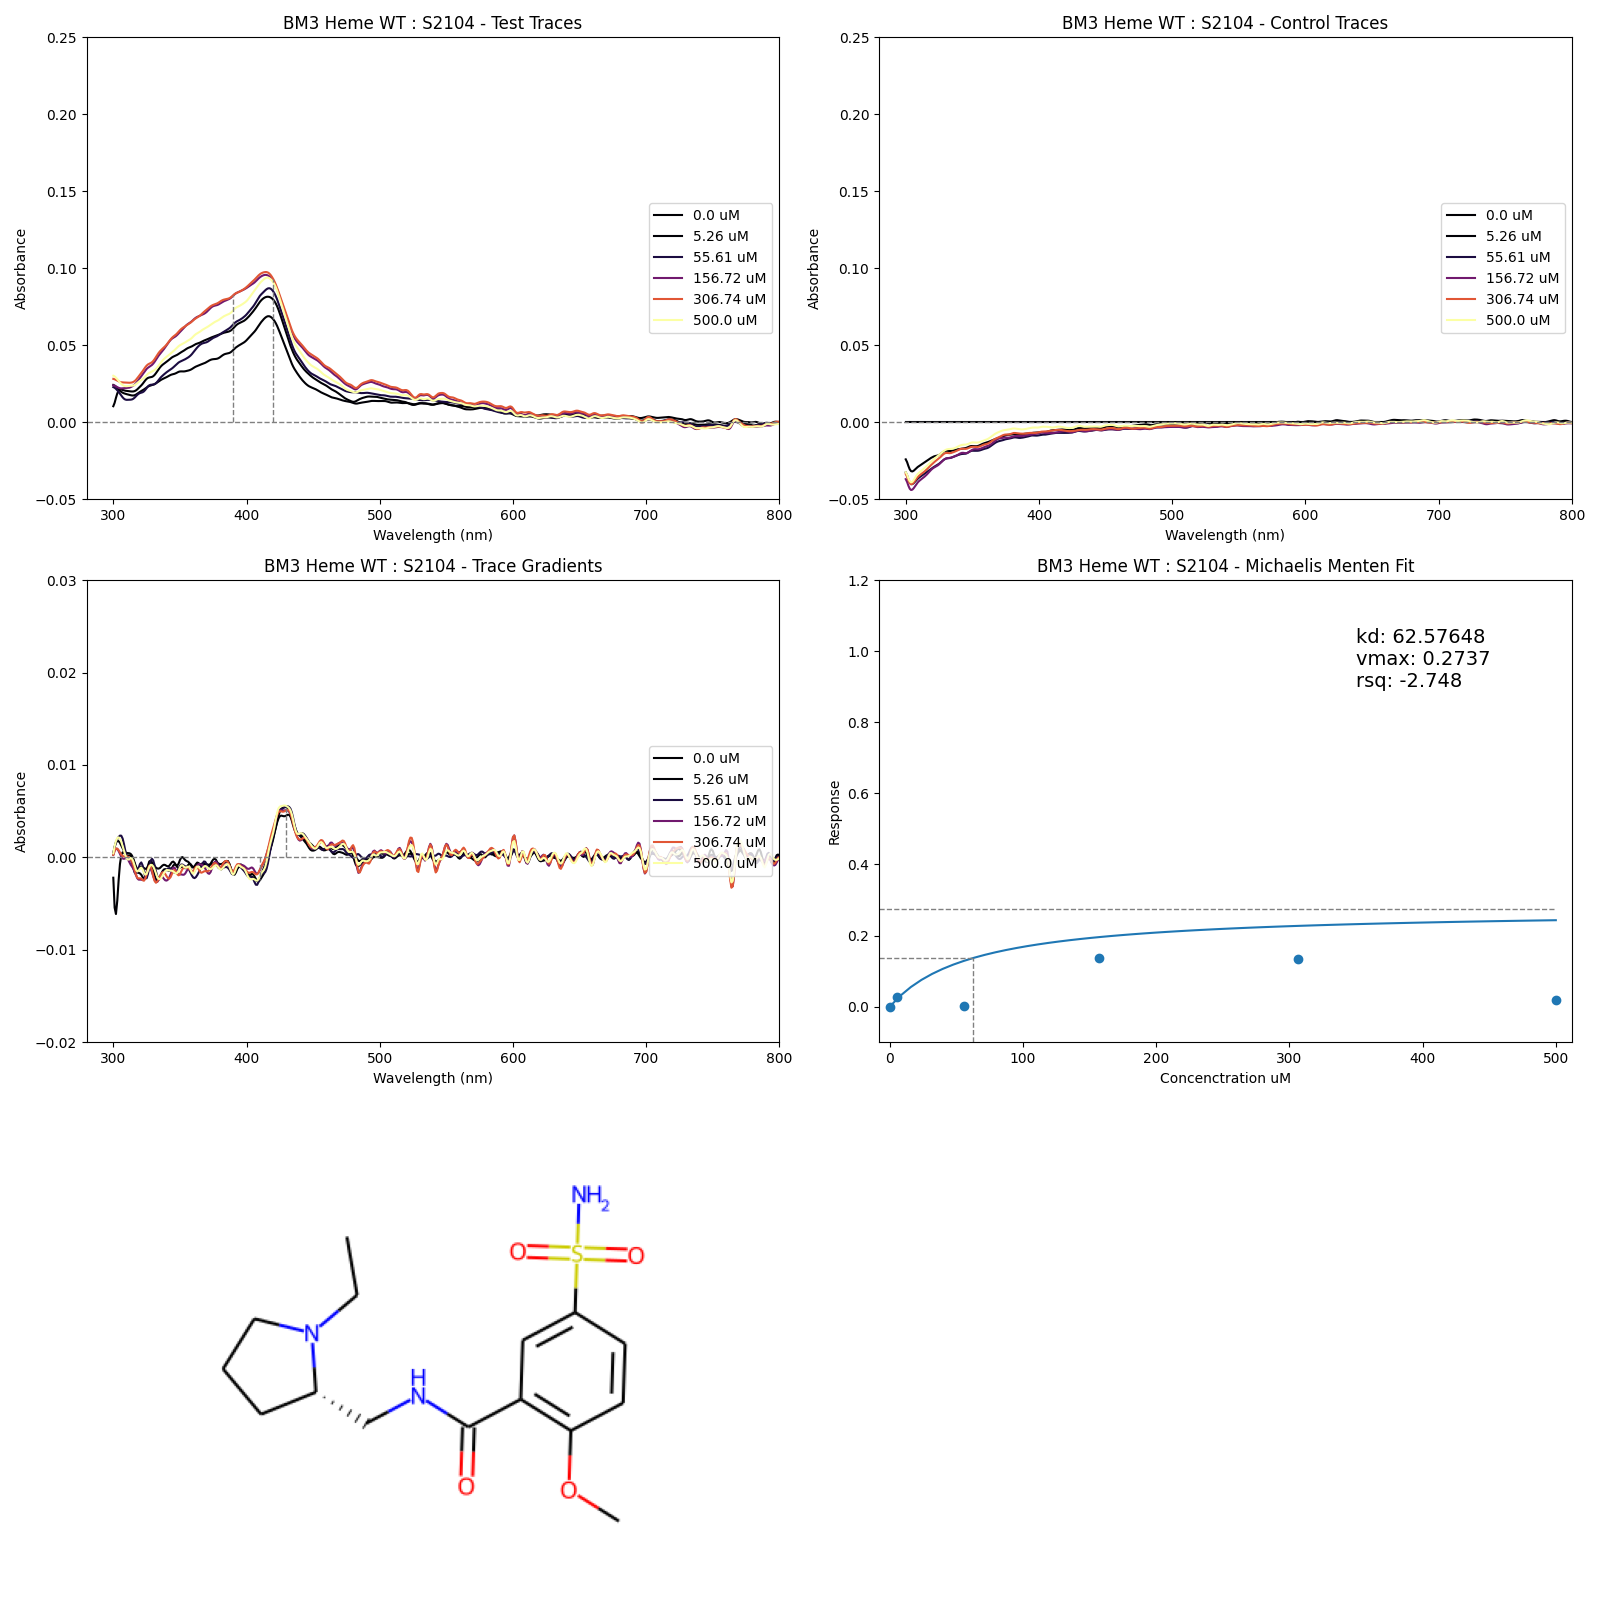 BM3 Heme WT : S2104 - Test Traces
0.25
0.20
0.15
0.10
0.05
0.00
−0.05
Absorbance
300 400 500 600 700 800
Wavelength (nm)
0.0 uM
5.26 uM
55.61 uM
156.72 uM
306.74 uM
500.0 uM
BM3 Heme WT : S2104 - Control Traces
0.25
0.20
0.15
0.10
0.05
0.00
−0.05
Absorbance
300 400 500 600 700 800
Wavelength (nm)
0.0 uM
5.26 uM
55.61 uM
156.72 uM
306.74 uM
500.0 uM
BM3 Heme WT : S2104 - Trace Gradients
0.03
0.02
0.01
0.00
−0.01
−0.02
Absorbance
300 400 500 600 700 800
Wavelength (nm)
0.0 uM
5.26 uM
55.61 uM
156.72 uM
306.74 uM
500.0 uM
BM3 Heme WT : S2104 - Michaelis Menten Fit
1.2
1.0
0.8
0.6
0.4
0.2
0.0
Response
0 100 200 300 400 500
Concenctration uM
kd: 62.57648
vmax: 0.2737
rsq: -2.748
NH2
O S O
N
H
N
O
O